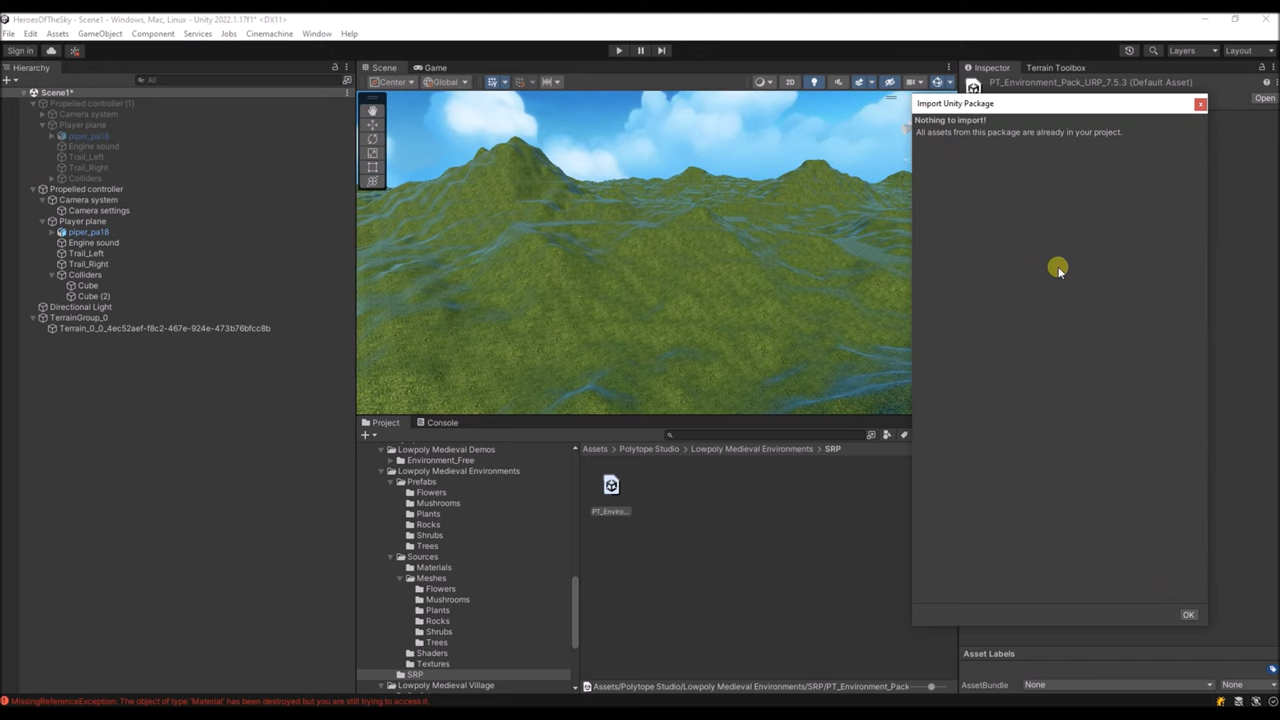 HeroesOfTheSky - Scene1 - Windows, Mac, Linux - Unity 2022.1.17f1* <DX11>
File Edit Assets GameObject Component Services Jobs Cinemachine Window Help
Sign in
Layers
Layout
Hierarchy
All
Scene1*
Propelled controller (1)
Camera system
Player plane
piper_pa18
Engine sound
Trail_Left
Trail_Right
Colliders
Propelled controller
Camera system
Camera settings
Player plane
piper_pa18
Engine sound
Trail_Left
Trail_Right
Colliders
Cube
Cube (2)
Directional Light
TerrainGroup_0
Terrain_0_0_4ec52aef-f8c2-467e-924e-473b76bfcc8b
Scene Game
Center Global 2D
Inspector Terrain Toolbox
PT_Environment_Pack_URP_7.5.3 (Default Asset)
Open
Import Unity Package
x
Nothing to import!
All assets from this package are already in your project.
OK
Project Console
Lowpoly Medieval Demos
Environment_Free
Lowpoly Medieval Environments
Prefabs
Flowers
Mushrooms
Plants
Rocks
Shrubs
Trees
Sources
Materials
Meshes
Flowers
Mushrooms
Plants
Rocks
Shrubs
Trees
Shaders
Textures
SRP
Lowpoly Medieval Village
Assets Polytope Studio Lowpoly Medieval Environments SRP
PT_Enviro...
Assets/Polytope Studio/Lowpoly Medieval Environments/SRP/PT_Environment_Pack
Asset Labels
AssetBundle None None
MissingReferenceException: The object of type 'Material' has been destroyed but you are still trying to access it.